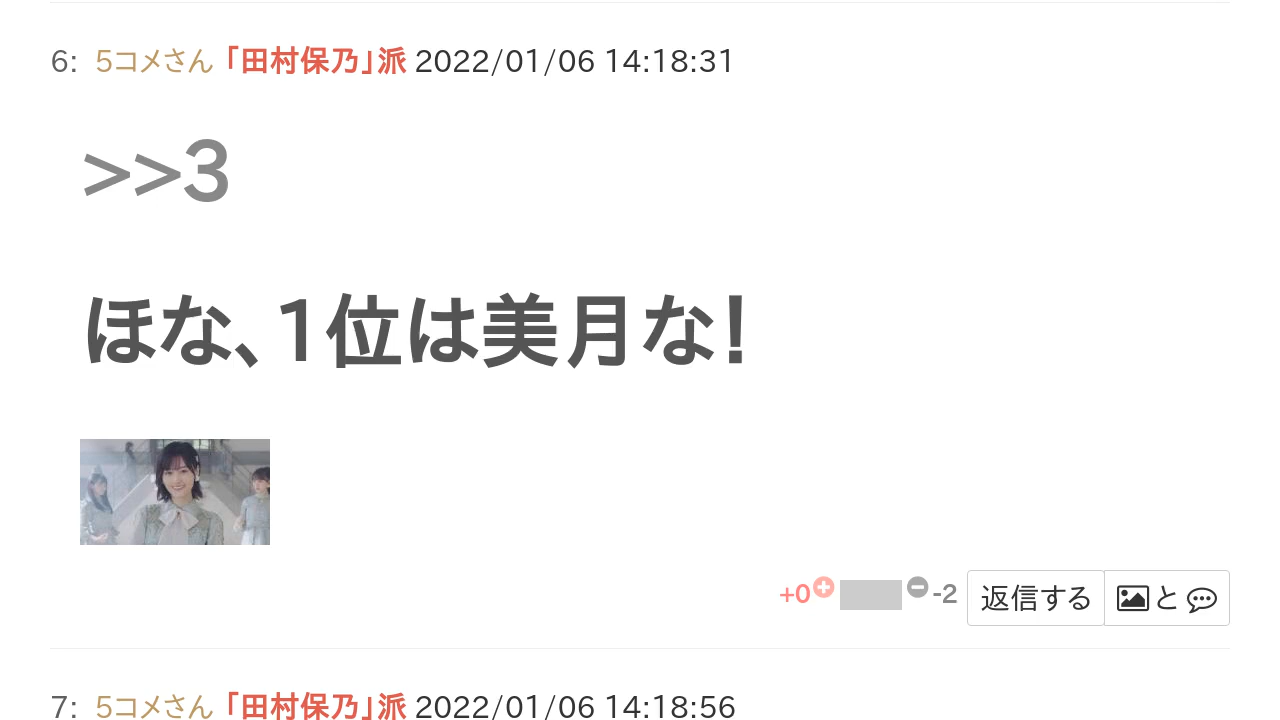 6: 5コメさん 「田村保乃」派 2022/01/06 14:18:31
>>3
ほな、1位は美月な!
+0 -2 返信する と
7: 5コメさん 「田村保乃」派 2022/01/06 14:18:56